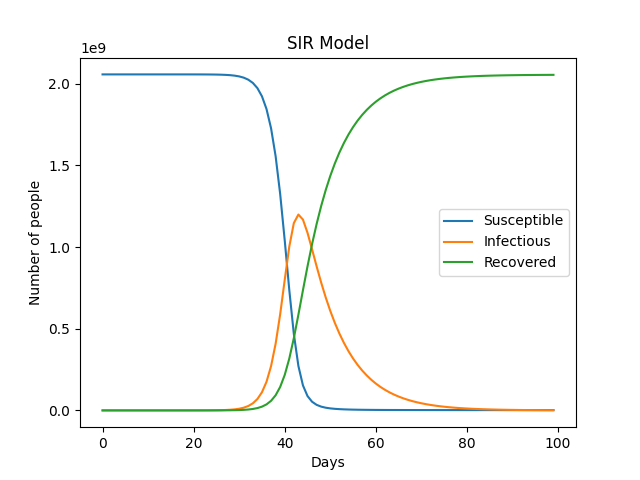 SIR Model
1e9
2.0
1.5
1.0
0.5
0.0
Number of people
Susceptible
Infectious
Recovered
0 20 40 60 80 100
Days